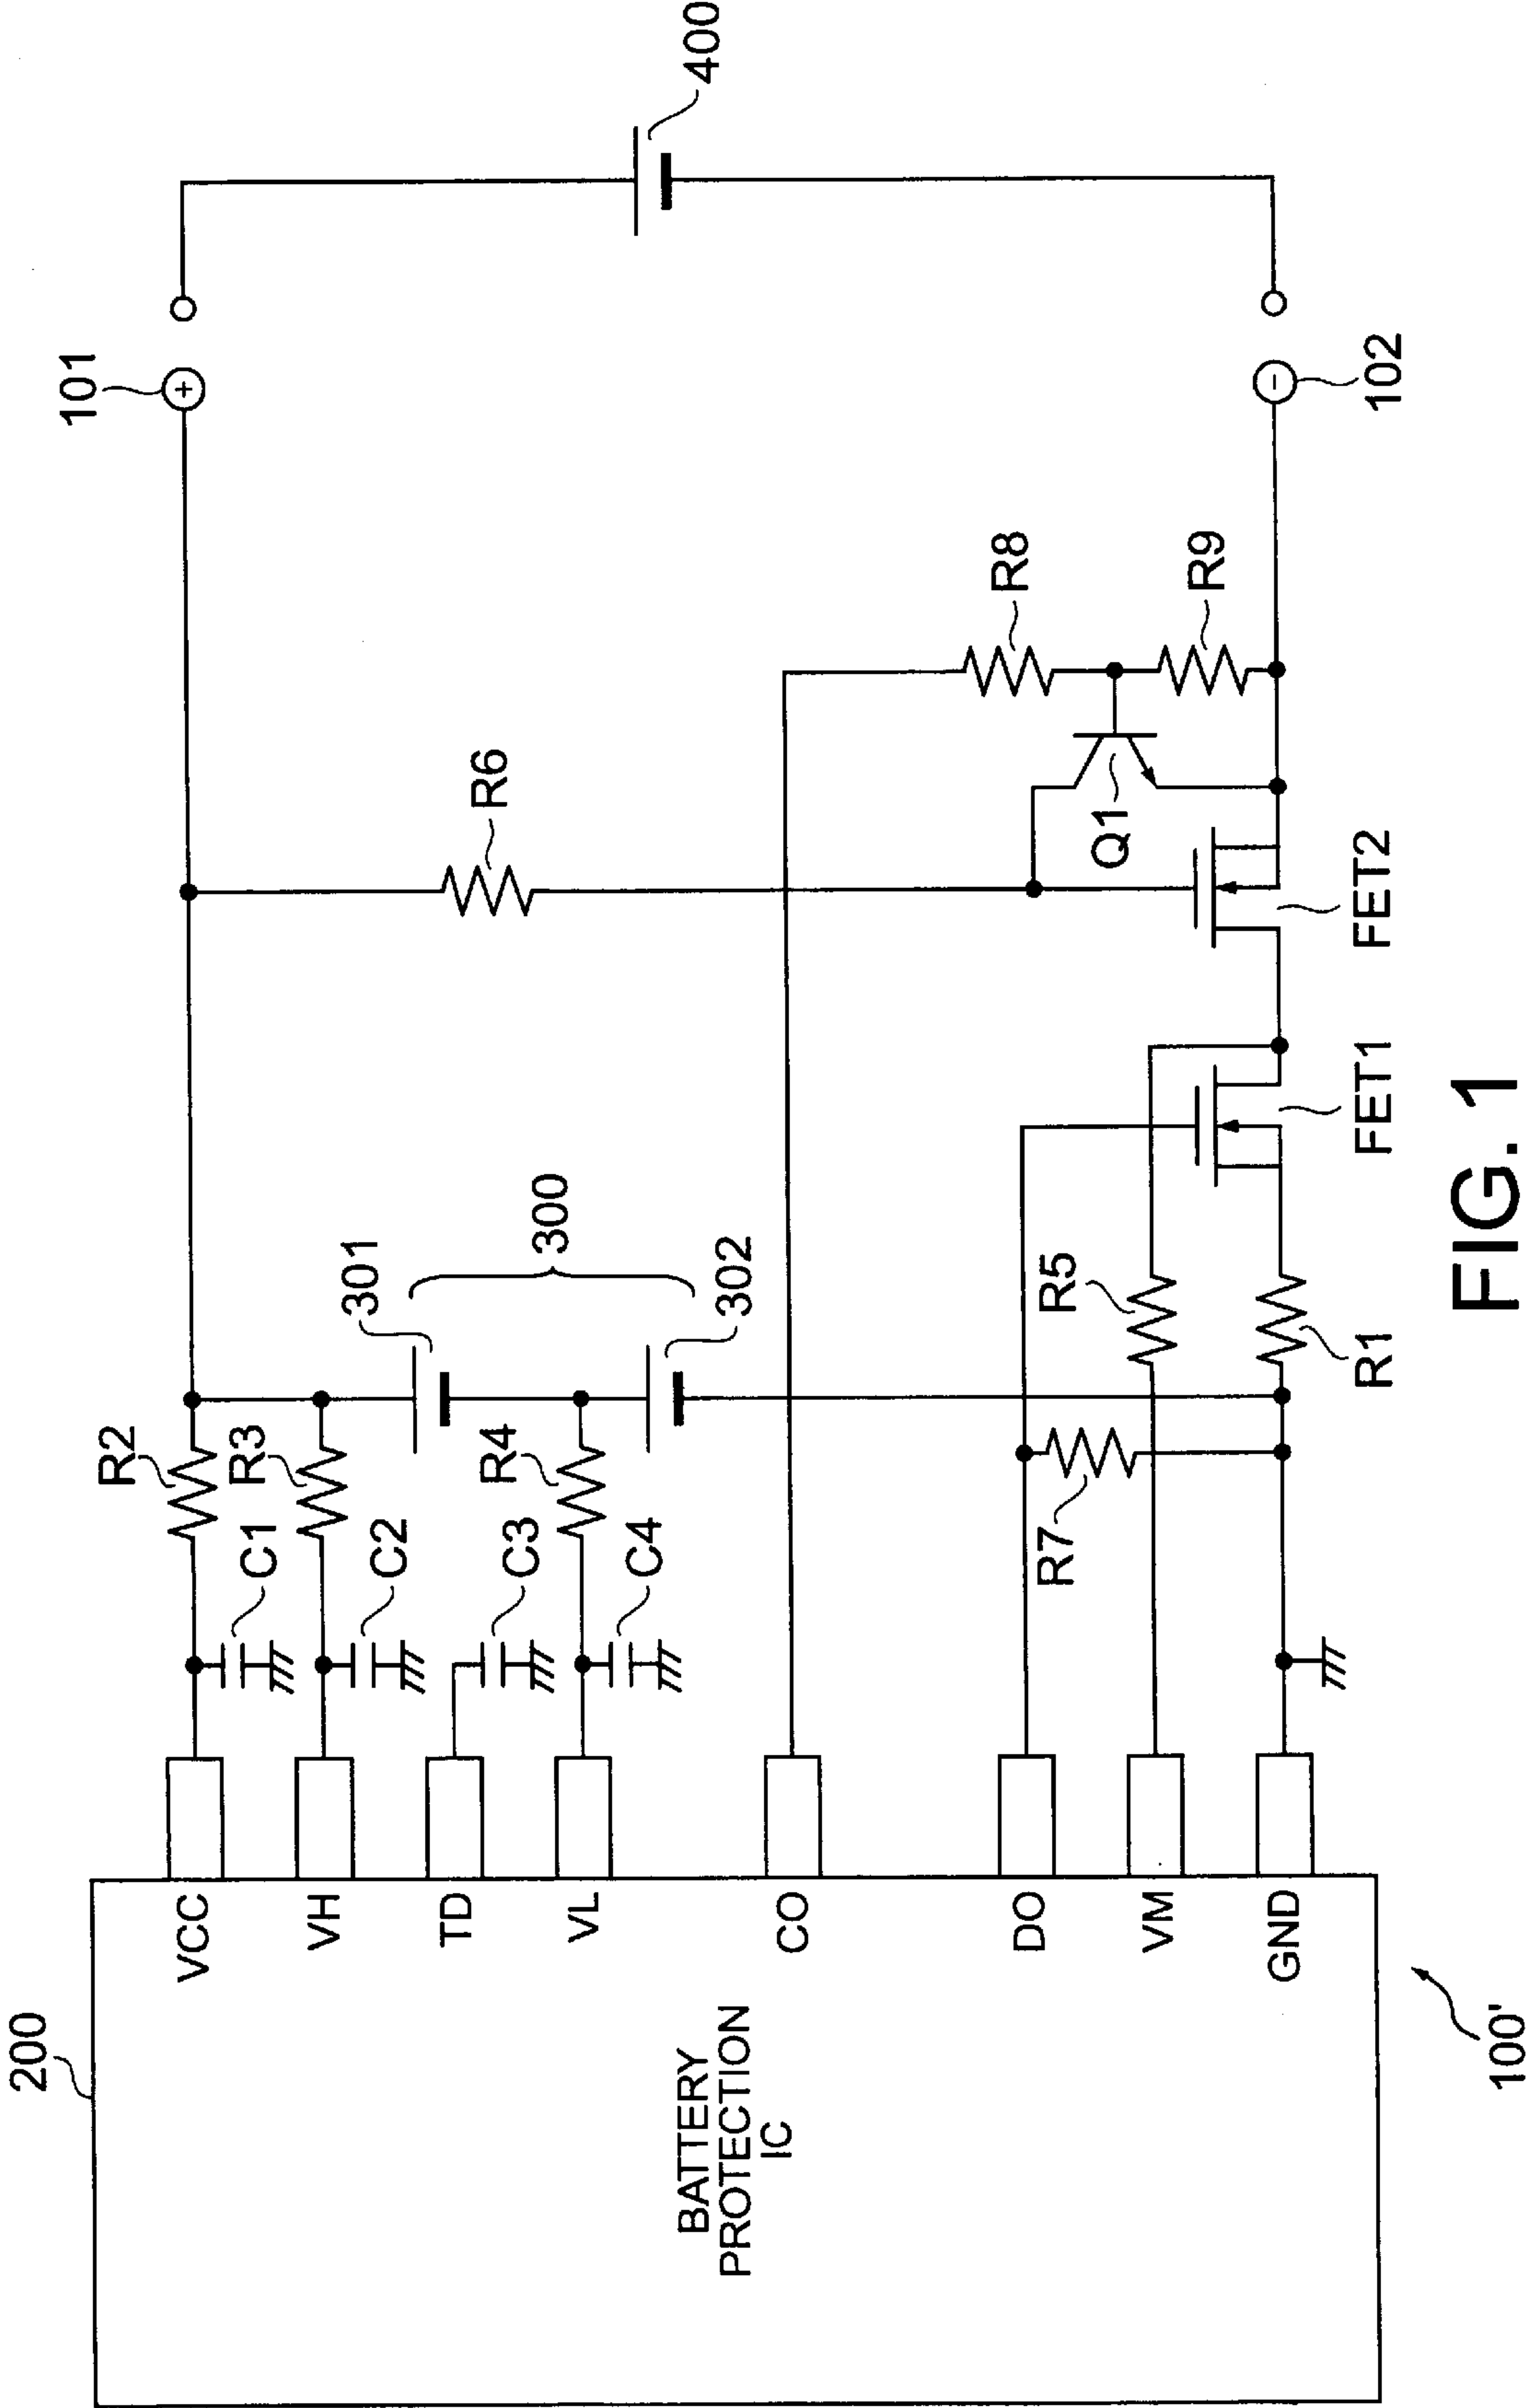 200
BATTERY
PROTECTION
IC
VCC
VH
TD
VL
CO
DO
VM
GND
100'
R2
R3
R4
C1
C2
C3
C4
301
300
302
R7
R5
R1
FET1
FET2
R6
Q1
R8
R9
101
+
-
102
400
FIG. 1